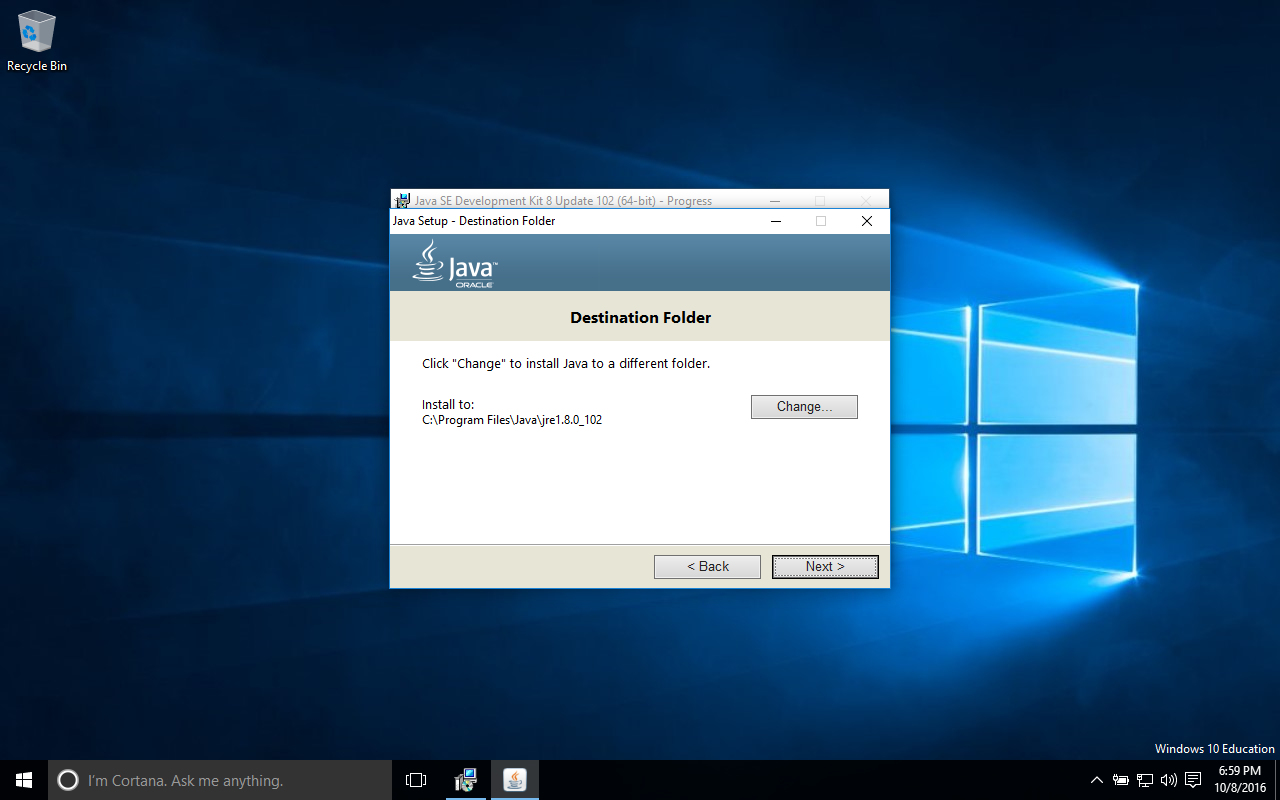 Recycle Bin
Java SE Development Kit 8 Update 102 (64-bit) - Progress
Java Setup - Destination Folder
Java™
ORACLE
Destination Folder
Click "Change" to install Java to a different folder.
Install to:
C:\Program Files\Java\jre1.8.0_102
Change...
< Back
Next >
Windows 10 Education
I'm Cortana. Ask me anything.
6:59 PM
10/8/2016